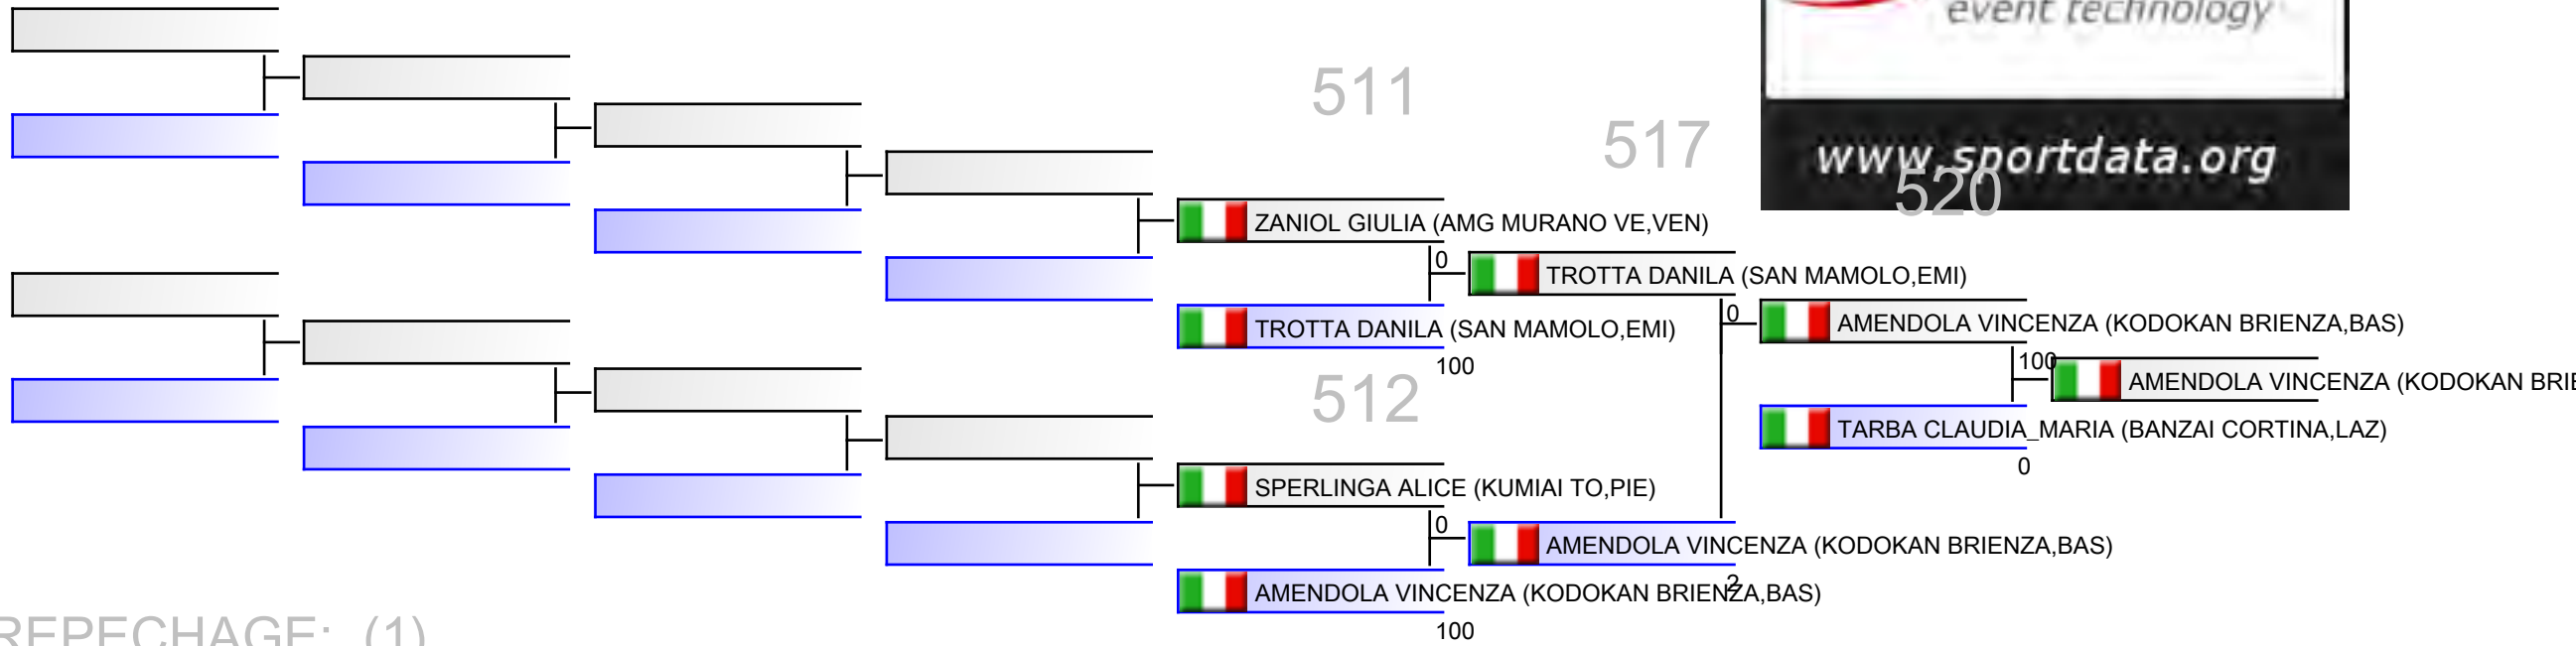 event technology
511
517
www.sportdata.org
520
ZANIOL GIULIA (AMG MURANO VE,VEN)
0
TROTTA DANILA (SAN MAMOLO,EMI)
0
TROTTA DANILA (SAN MAMOLO,EMI)
AMENDOLA VINCENZA (KODOKAN BRIENZA,BAS)
100
100
AMENDOLA VINCENZA (KODOKAN BRIE
512
TARBA CLAUDIA_MARIA (BANZAI CORTINA,LAZ)
0
SPERLINGA ALICE (KUMIAI TO,PIE)
0
AMENDOLA VINCENZA (KODOKAN BRIENZA,BAS)
2
AMENDOLA VINCENZA (KODOKAN BRIENZA,BAS)
100
REPECHAGE: (1)